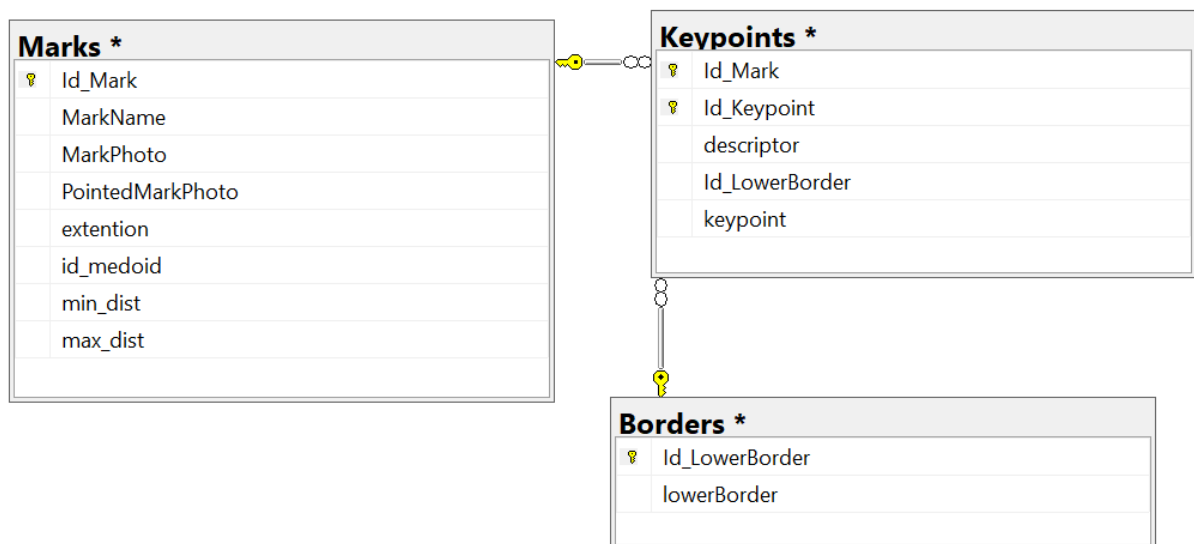 Marks *
Id_Mark
MarkName
MarkPhoto
PointedMarkPhoto
extention
id_medoid
min_dist
max_dist
Keypoints *
Id_Mark
Id_Keypoint
descriptor
Id_LowerBorder
keypoint
Borders *
Id_LowerBorder
lowerBorder